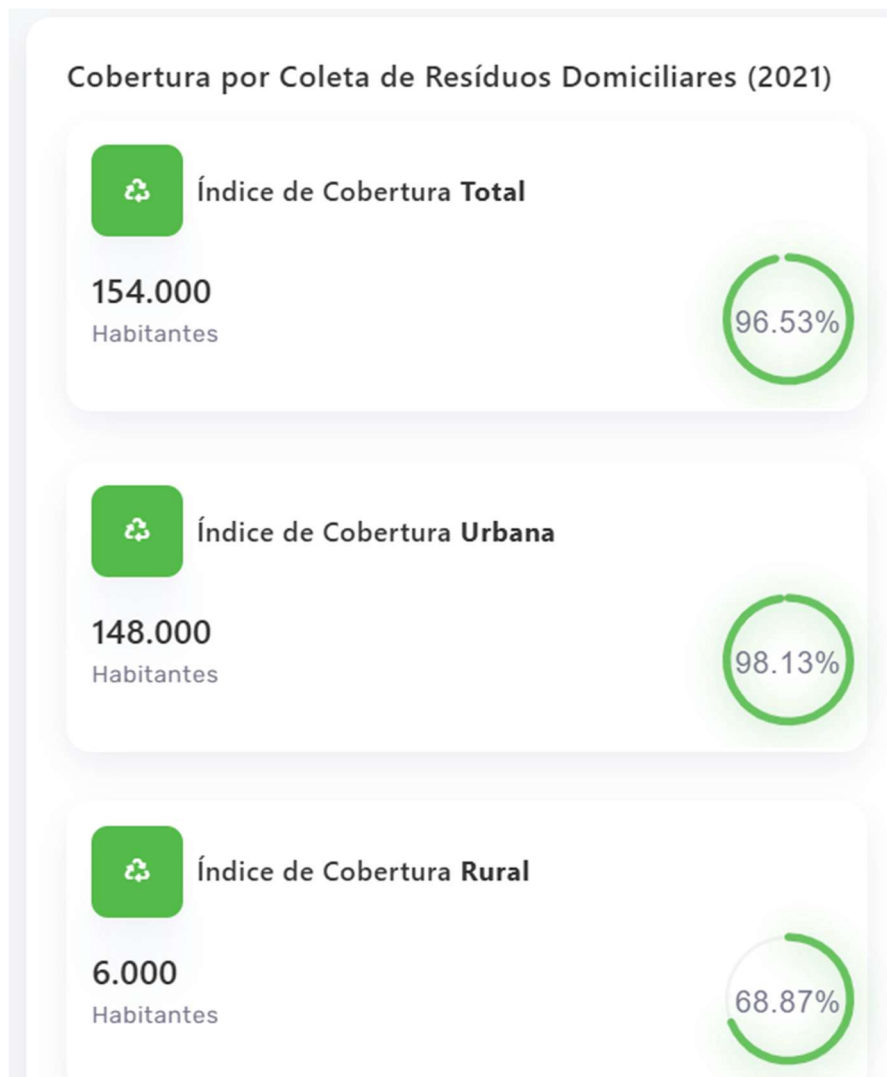 Cobertura por Coleta de Resíduos Domiciliares (2021)
Índice de Cobertura Total
154.000
Habitantes
96.53%
Índice de Cobertura Urbana
148.000
Habitantes
98.13%
Índice de Cobertura Rural
6.000
Habitantes
68.87%